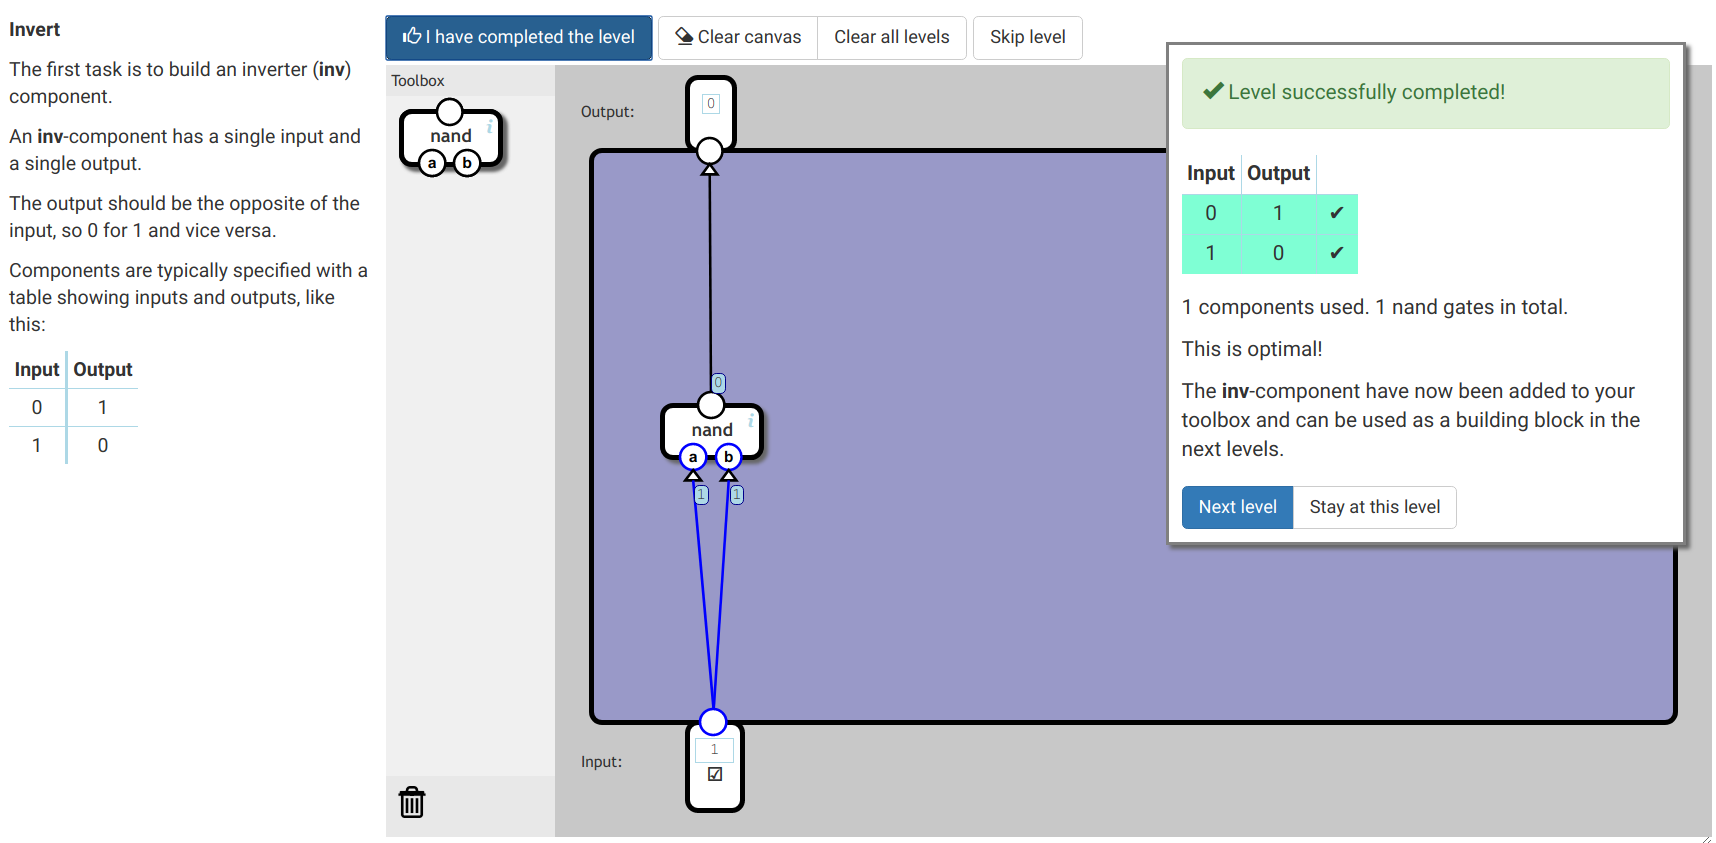 Invert
The first task is to build an inverter (inv)
component.
An inv-component has a single input and
a single output.
The output should be the opposite of the
input, so 0 for 1 and vice versa.
Components are typically specified with a
table showing inputs and outputs, like
this:
Input Output
0 1
1 0
I have completed the level
Clear canvas
Clear all levels
Skip level
Toolbox
nand i
a b
Output:
0
0
nand i
a b
1 1
Input:
1
Level successfully completed!
Input Output
0 1 ✔
1 0 ✔
1 components used. 1 nand gates in total.
This is optimal!
The inv-component have now been added to your
toolbox and can be used as a building block in the
next levels.
Next level
Stay at this level